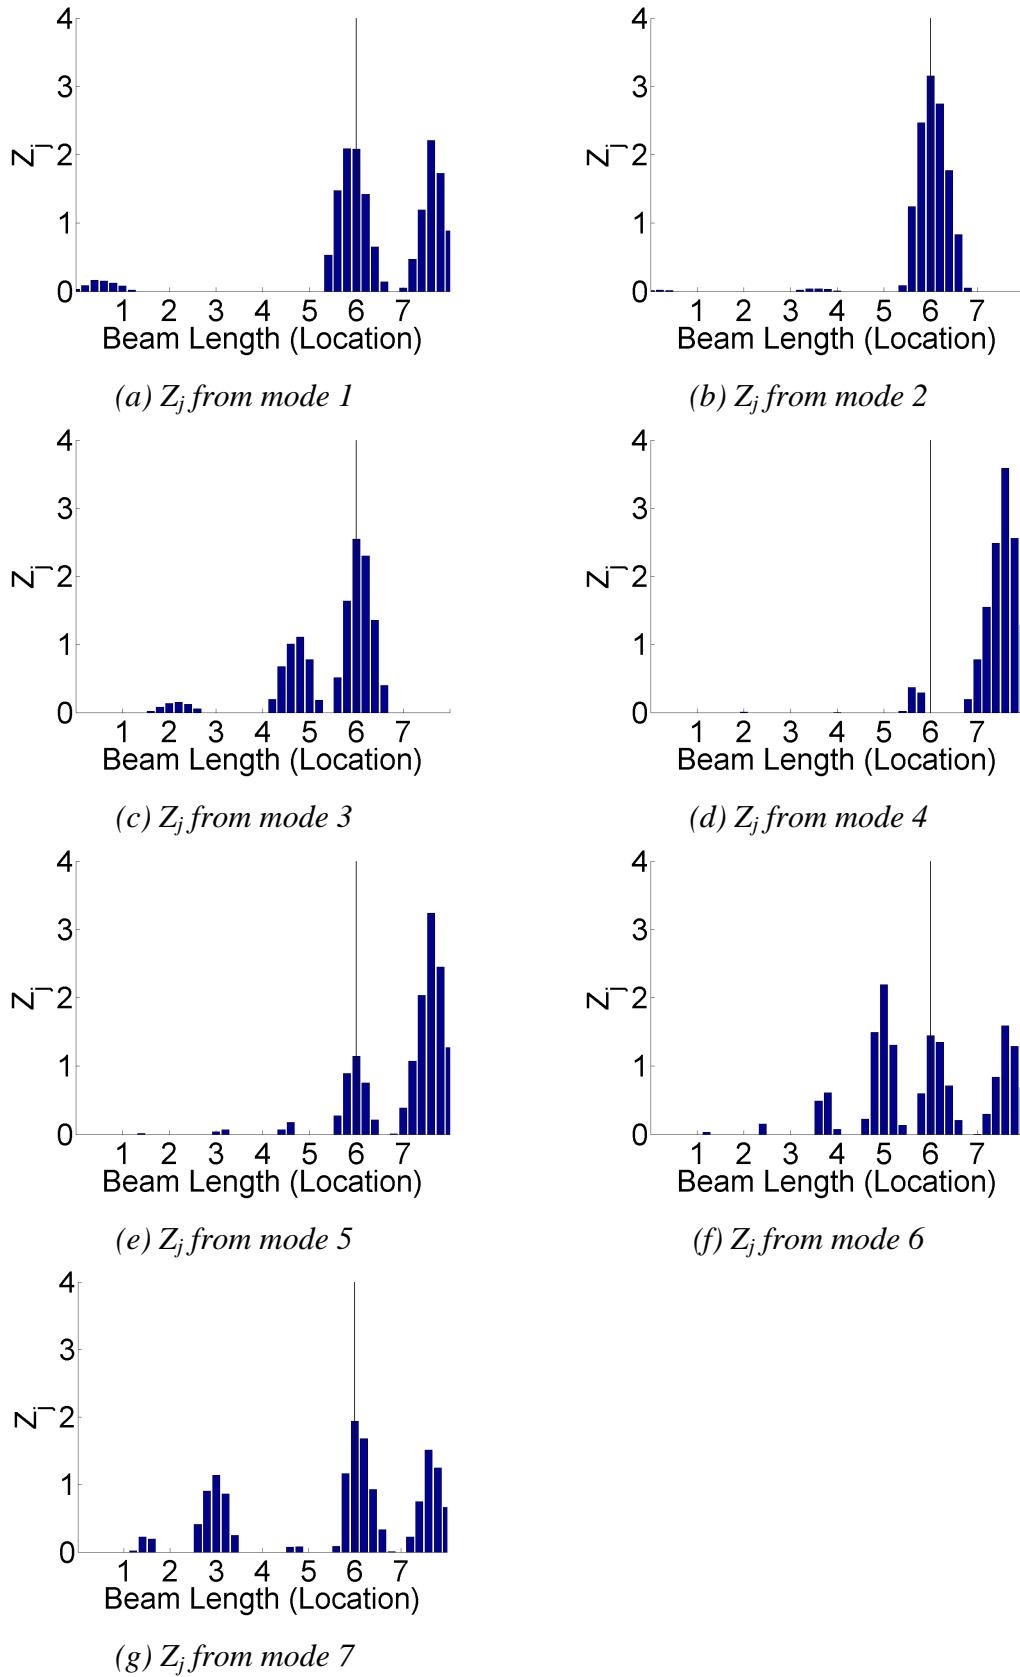 4
3
2
1
0
Z_j
1 2 3 4 5 6 7
Beam Length (Location)
(a) Z_j from mode 1
4
3
2
1
0
Z_j
1 2 3 4 5 6 7
Beam Length (Location)
(b) Z_j from mode 2
4
3
2
1
0
Z_j
1 2 3 4 5 6 7
Beam Length (Location)
(c) Z_j from mode 3
4
3
2
1
0
Z_j
1 2 3 4 5 6 7
Beam Length (Location)
(d) Z_j from mode 4
4
3
2
1
0
Z_j
1 2 3 4 5 6 7
Beam Length (Location)
(e) Z_j from mode 5
4
3
2
1
0
Z_j
1 2 3 4 5 6 7
Beam Length (Location)
(f) Z_j from mode 6
4
3
2
1
0
Z_j
1 2 3 4 5 6 7
Beam Length (Location)
(g) Z_j from mode 7